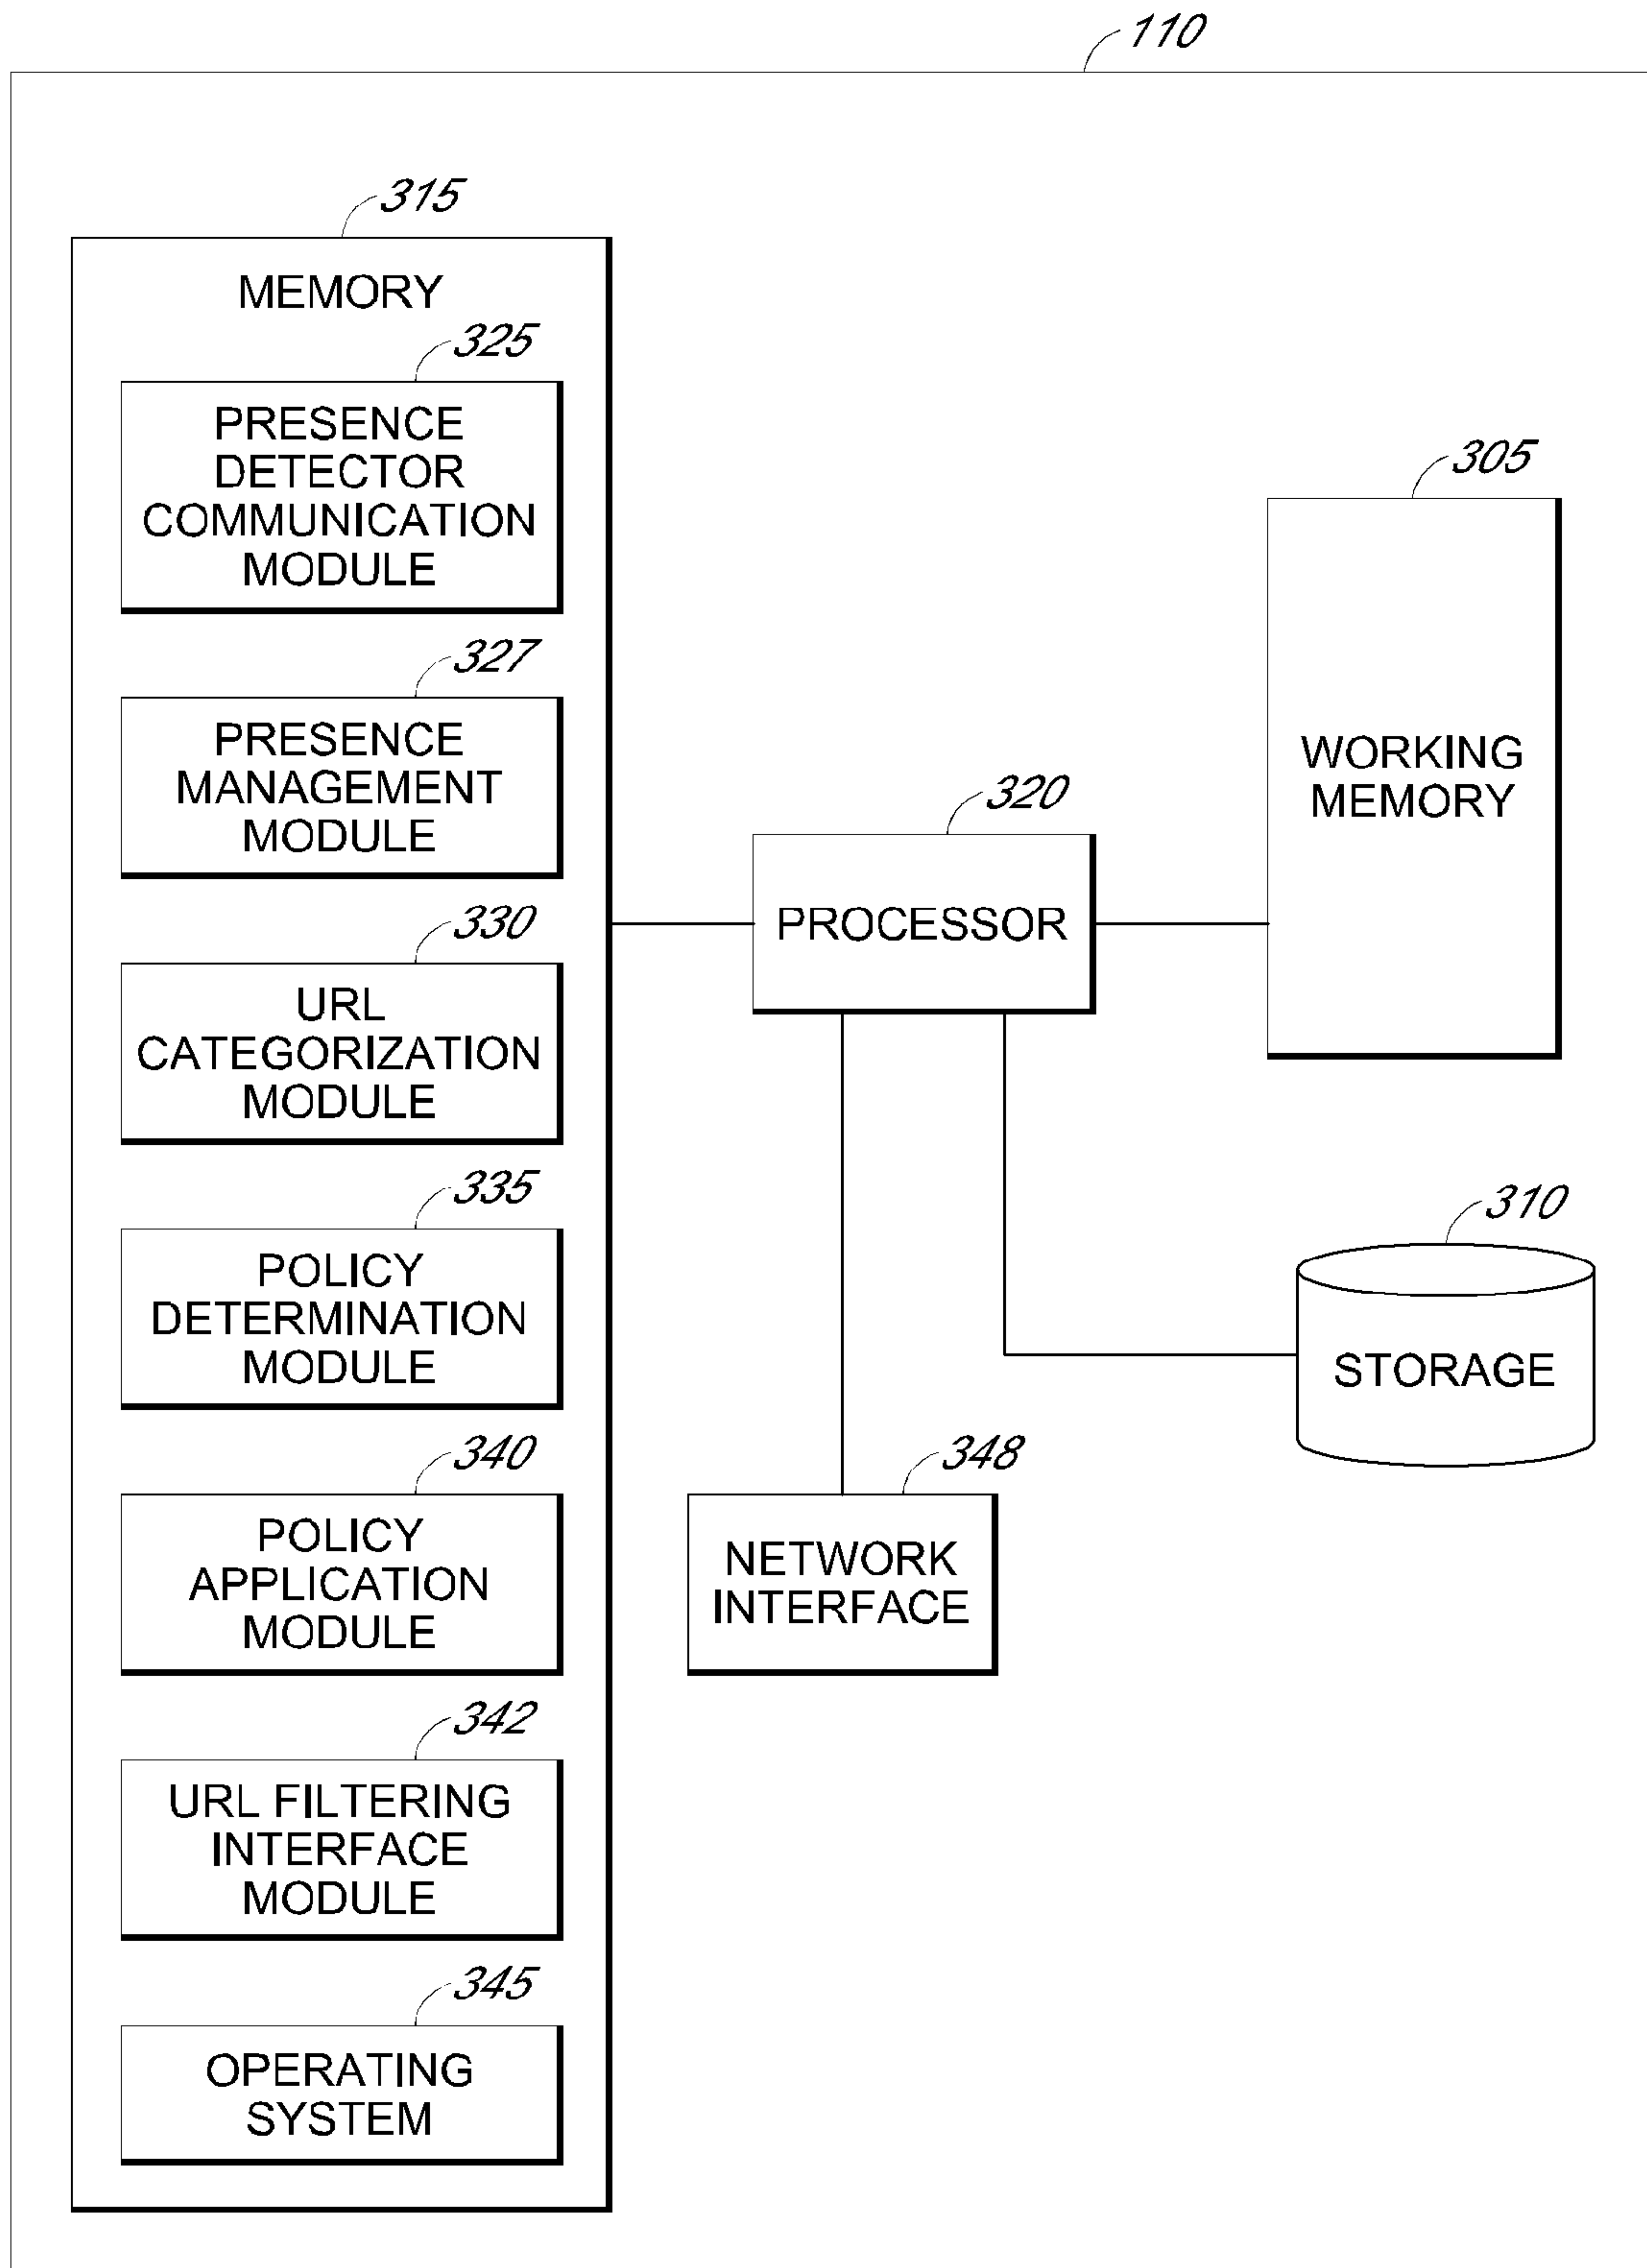 110
315
MEMORY
325
PRESENCE
DETECTOR
COMMUNICATION
MODULE
327
PRESENCE
MANAGEMENT
MODULE
330
URL
CATEGORIZATION
MODULE
335
POLICY
DETERMINATION
MODULE
340
POLICY
APPLICATION
MODULE
342
URL FILTERING
INTERFACE
MODULE
345
OPERATING
SYSTEM
320
PROCESSOR
305
WORKING
MEMORY
310
STORAGE
348
NETWORK
INTERFACE